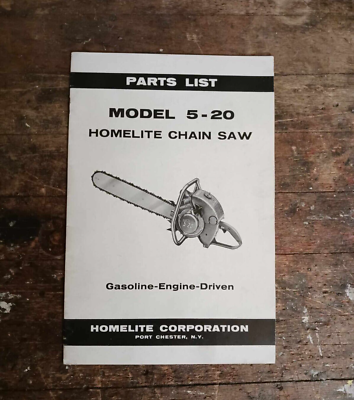 PARTS LIST
MODEL 5-20
HOMELITE CHAIN SAW
Gasoline-Engine-Driven
HOMELITE CORPORATION
PORT CHESTER, N.Y.